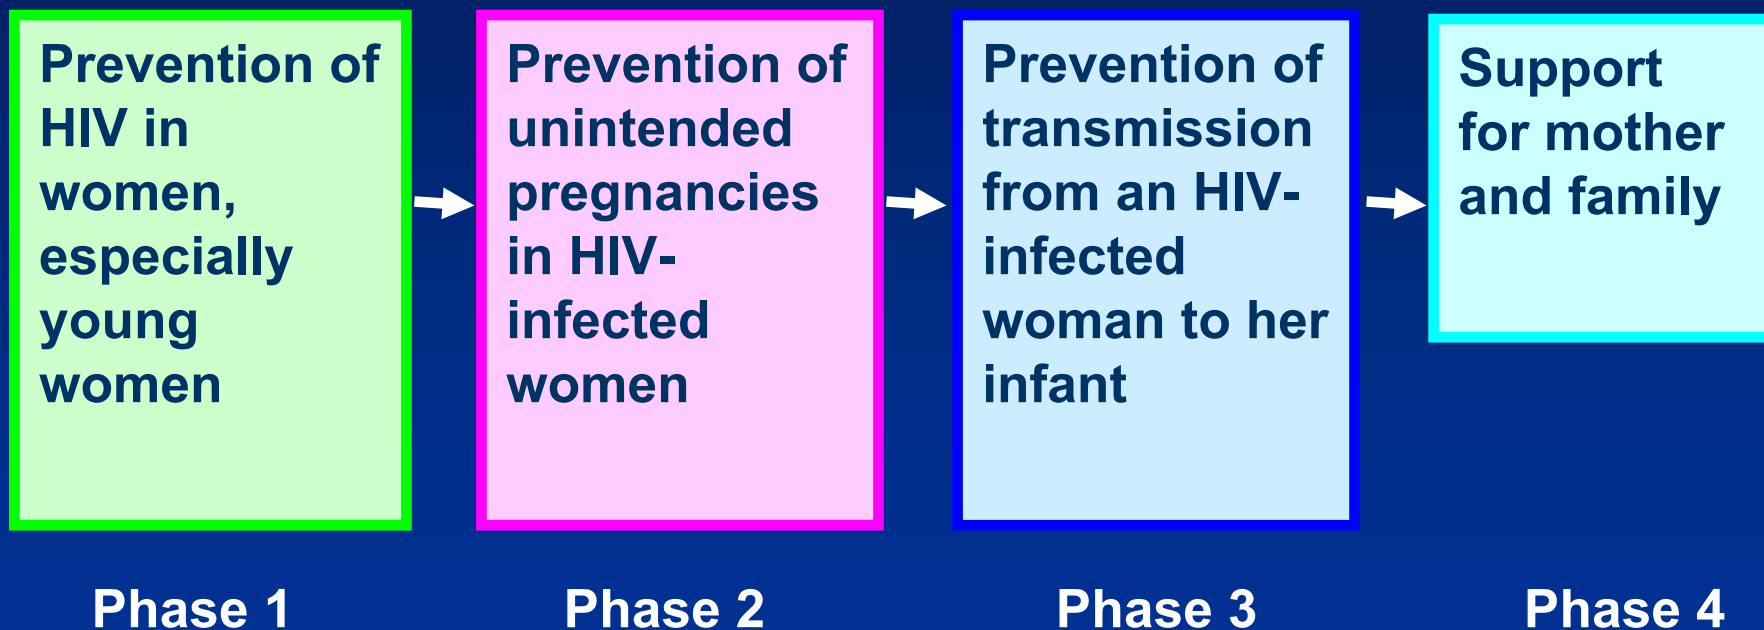 Prevention of
HIV in
women,
especially
young
women
Prevention of
unintended
pregnancies
in HIV-
infected
women
Prevention of
transmission
from an HIV-
infected
woman to her
infant
Support
for mother
and family
Phase 1
Phase 2
Phase 3
Phase 4